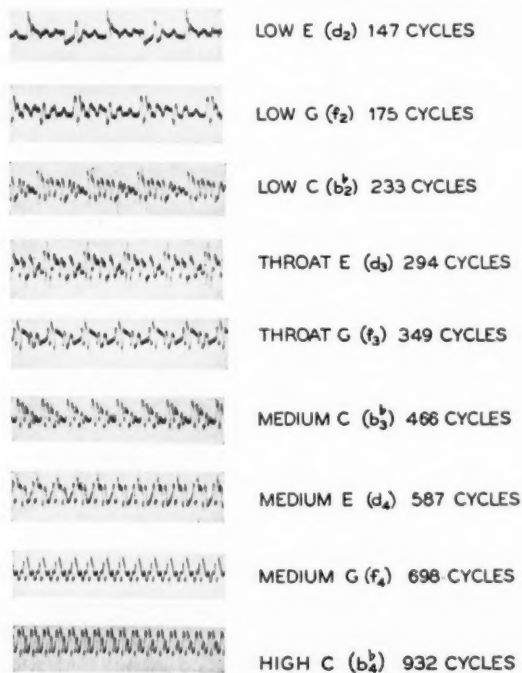 LOW E (d2) 147 CYCLES
LOW G (f2) 175 CYCLES
LOW C (b♭2) 233 CYCLES
THROAT E (d3) 294 CYCLES
THROAT G (f3) 349 CYCLES
MEDIUM C (b♭3) 466 CYCLES
MEDIUM E (d4) 587 CYCLES
MEDIUM G (f4) 698 CYCLES
HIGH C (b♭4) 932 CYCLES